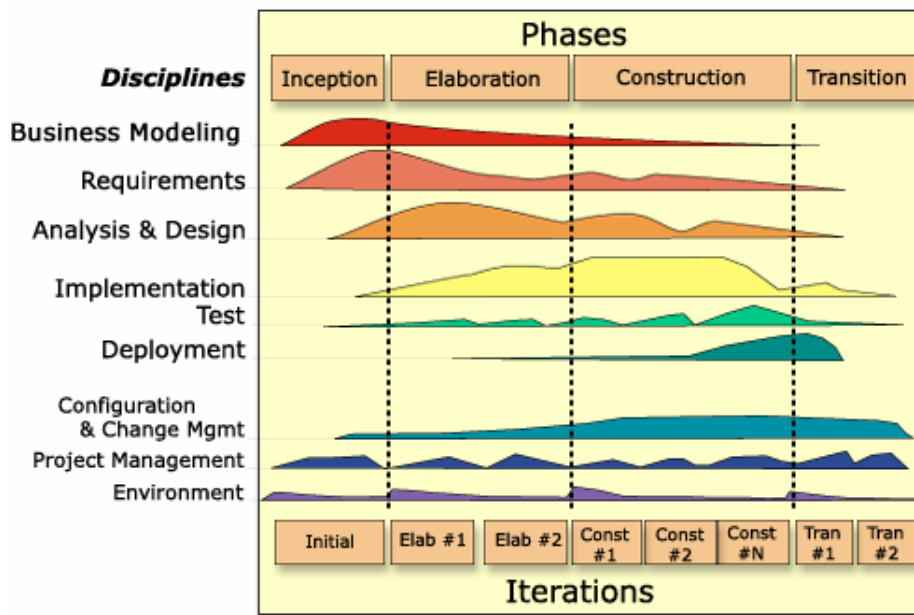 Phases
Disciplines
Inception
Elaboration
Construction
Transition
Business Modeling
Requirements
Analysis & Design
Implementation
Test
Deployment
Configuration
& Change Mgmt
Project Management
Environment
Initial
Elab #1
Elab #2
Const
#1
Const
#2
Const
#N
Tran
#1
Tran
#2
Iterations